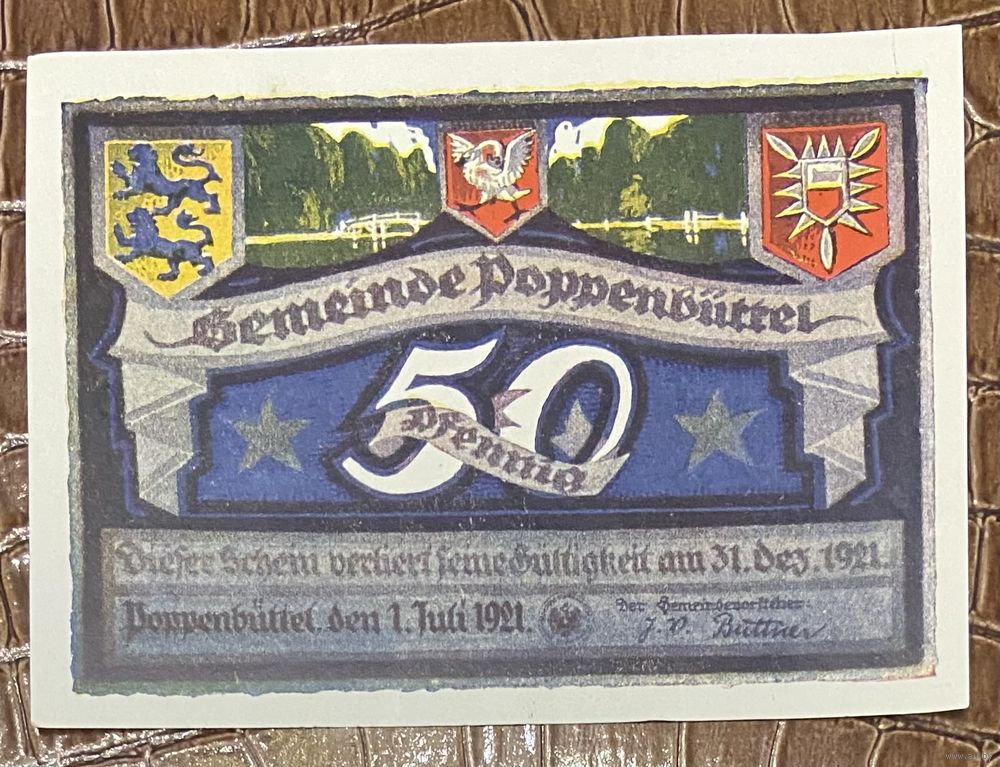 Gemeinde Poppenbüttel
50
Pfennig
Dieser Schein verliert seine Gültigkeit am 31. Dez. 1921.
Poppenbüttel. den 1. Juli 1921.
Der Gemeindevorsteher:
J. V. Büttner